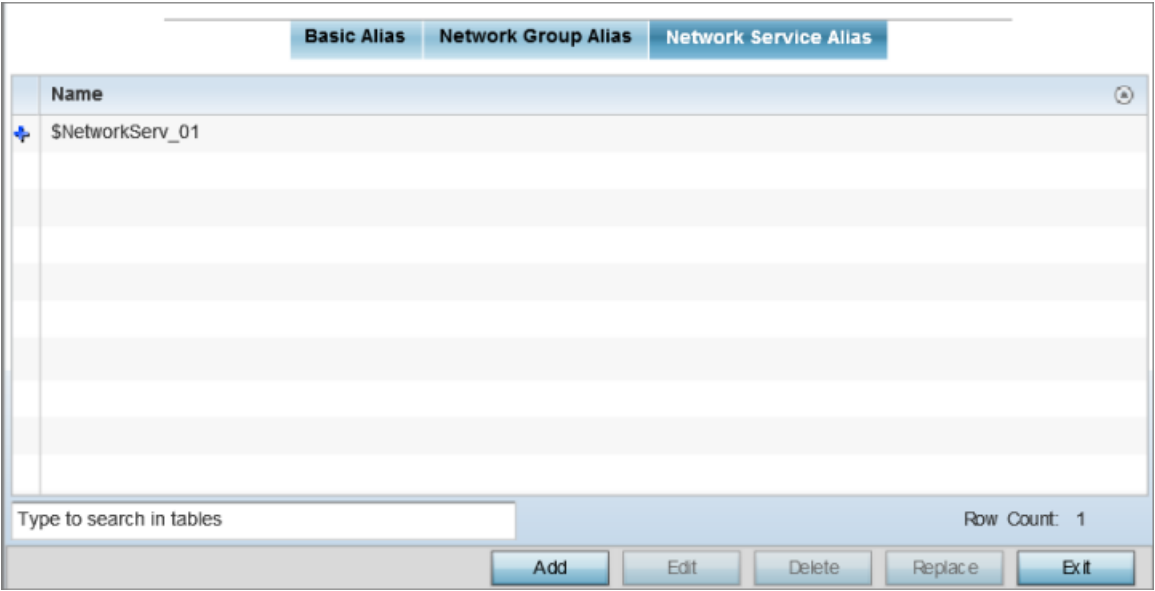 Basic Alias Network Group Alias Network Service Alias
Name
$NetworkServ_01
Type to search in tables Row Count: 1
Add Edit Delete Replace Exit